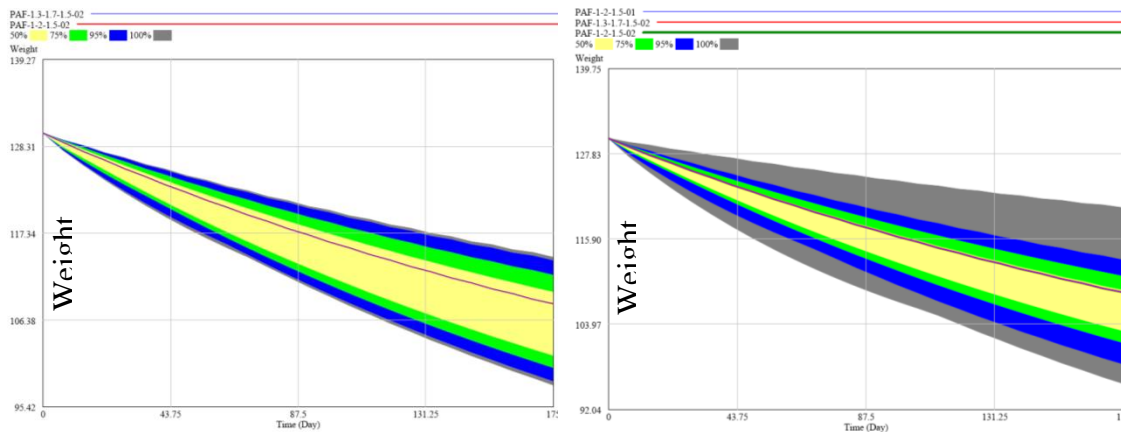 PAF-1.3-1.7-1.5-02
PAF-1-2-1.5-02
50% 75% 95% 100%
Weight
139.27
128.31
117.34
106.38
95.42
0 43.75 87.5 131.25 175
Time (Day)
Weight
PAF-1-2-1.5-01
PAF-1.3-1.7-1.5-02
PAF-1-2-1.5-02
50% 75% 95% 100%
Weight
139.75
127.83
115.90
103.97
92.04
0 43.75 87.5 131.25 1
Time (Day)
Weight